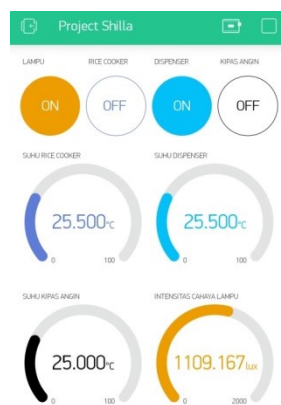 Project Shilla
LAMPU RICE COOKER DISPENSER KIPAS ANGIN
ON OFF ON OFF
SUHU RICE COOKER SUHU DISPENSER
25.500°C 25.500°C
0 100 0 100
SUHU KIPAS ANGIN INTENSITAS CAHAYA LAMPU
25.000°C 1109.167lux
0 100 0 2000